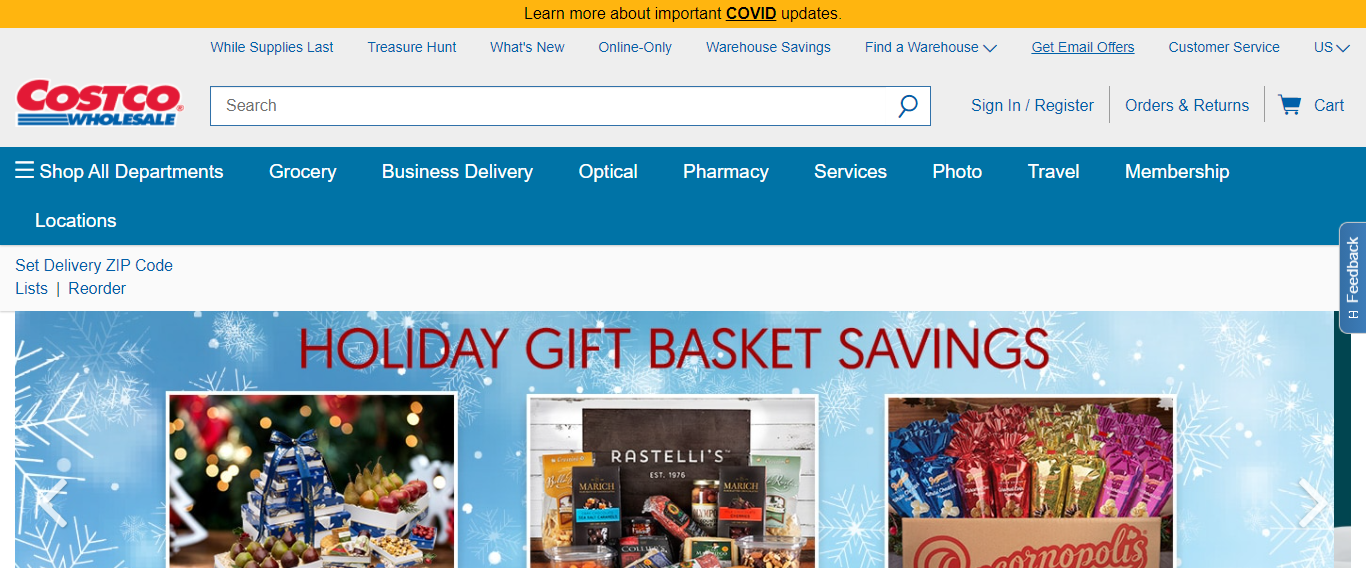 Learn more about important COVID updates.
While Supplies Last Treasure Hunt What's New Online-Only Warehouse Savings Find a Warehouse Get Email Offers Customer Service US
COSTCO
WHOLESALE
Search
Sign In / Register Orders & Returns Cart
Shop All Departments Grocery Business Delivery Optical Pharmacy Services Photo Travel Membership
Locations
Feedback
Set Delivery ZIP Code
Lists | Reorder
HOLIDAY GIFT BASKET SAVINGS
RASTELLI'S
EST. 1976
MARICH
MARICH